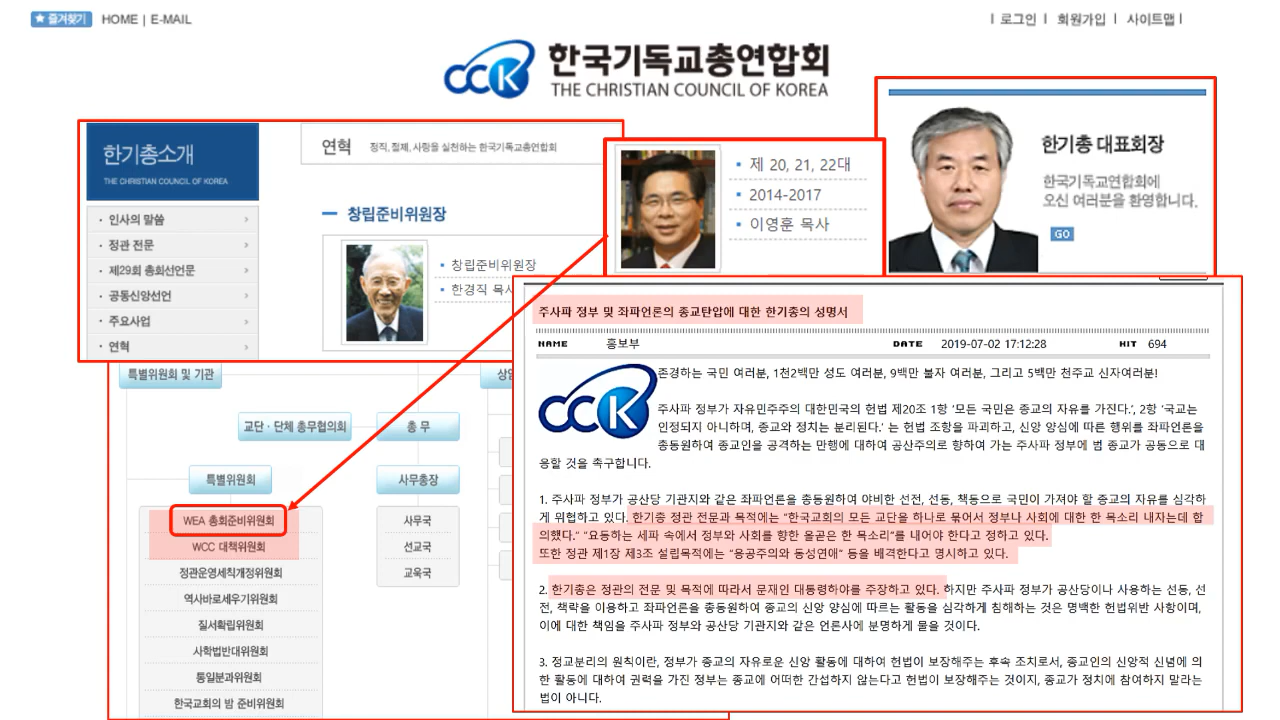 즐겨찾기 HOME | E-MAIL
| 로그인 | 회원가입 | 사이트맵 |
CCK 한국기독교총연합회
THE CHRISTIAN COUNCIL OF KOREA
한기총소개
THE CHRISTIAN COUNCIL OF KOREA
· 인사의 말씀
· 정관 전문
· 제29회 총회선언문
· 공동신앙선언
· 주요사업
· 연혁
연혁 정직, 절제, 사랑을 실천하는 한국기독교총연합회
창립준비위원장
창립준비위원장
한경직 목사
제 20, 21, 22대
2014-2017
이영훈 목사
한기총 대표회장
한국기독교연합회에
오신 여러분을 환영합니다.
GO
특별위원회 및 기관
교단 · 단체 총무협의회
총 무
특별위원회
사무총장
WEA 총회준비위원회
WCC 대책위원회
정관운영세칙개정위원회
역사바로세우기위원회
질서확립위원회
사학법반대위원회
통일분과위원회
한국교회의 밤 준비위원회
사무국
선교국
교육국
주사파 정부 및 좌파언론의 종교탄압에 대한 한기총의 성명서
NAME 홍보부 DATE 2019-07-02 17:12:28 HIT 694
CCK
존경하는 국민 여러분, 1천2백만 성도 여러분, 9백만 불자 여러분, 그리고 5백만 천주교 신자여러분!
주사파 정부가 자유민주주의 대한민국의 헌법 제20조 1항 ‘모든 국민은 종교의 자유를 가진다.’, 2항 ‘국교는
인정되지 아니하며, 종교와 정치는 분리된다.’ 는 헌법 조항을 파괴하고, 신앙 양심에 따른 행위를 좌파언론을
총동원하여 종교인을 공격하는 만행에 대하여 공산주의로 향하여 가는 주사파 정부에 범 종교가 공동으로 대
응할 것을 촉구합니다.
1. 주사파 정부가 공산당 기관지와 같은 좌파언론을 총동원하여 야비한 선전, 선동, 책동으로 국민이 가져야 할 종교의 자유를 심각하
게 위협하고 있다. 한기총 정관 전문과 목적에는 “한국교회의 모든 교단을 하나로 묶어서 정부나 사회에 대한 한 목소리 내자는데 합
의했다.” “요동하는 세파 속에서 정부와 사회를 향한 올곧은 한 목소리”를 내어야 한다고 정하고 있다.
또한 정관 제1장 제3조 설립목적에는 “용공주의와 동성연애” 등을 배격한다고 명시하고 있다.
2. 한기총은 정관의 전문 및 목적에 따라서 문재인 대통령하야를 주장하고 있다. 하지만 주사파 정부가 공산당이나 사용하는 선동, 선
전, 책략을 이용하고 좌파언론을 총동원하여 종교의 신앙 양심에 따르는 활동을 심각하게 침해하는 것은 명백한 헌법위반 사항이며,
이에 대한 책임을 주사파 정부와 공산당 기관지와 같은 언론사에 분명하게 물을 것이다.
3. 정교분리의 원칙이란, 정부가 종교의 자유로운 신앙 활동에 대하여 헌법이 보장해주는 후속 조치로서, 종교인의 신앙적 신념에 의
한 활동에 대하여 권력을 가진 정부는 종교에 어떠한 간섭하지 않는다고 헌법이 보장해주는 것이지, 종교가 정치에 참여하지 말라는
법이 아니다.